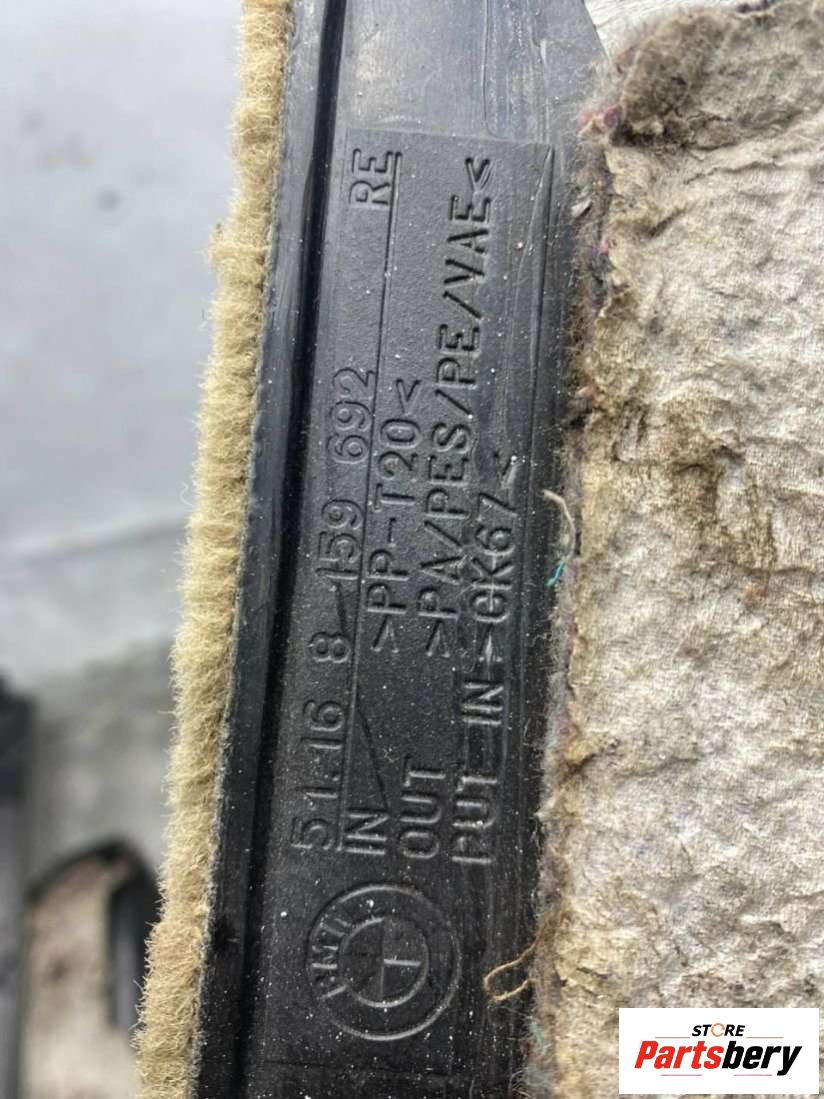 51.16 8 159 692 RE
IN >PP-T20<
OUT >PA/PES/PE/VAE<
PUT IN >CK67<
BMW
STORE
Partsbery